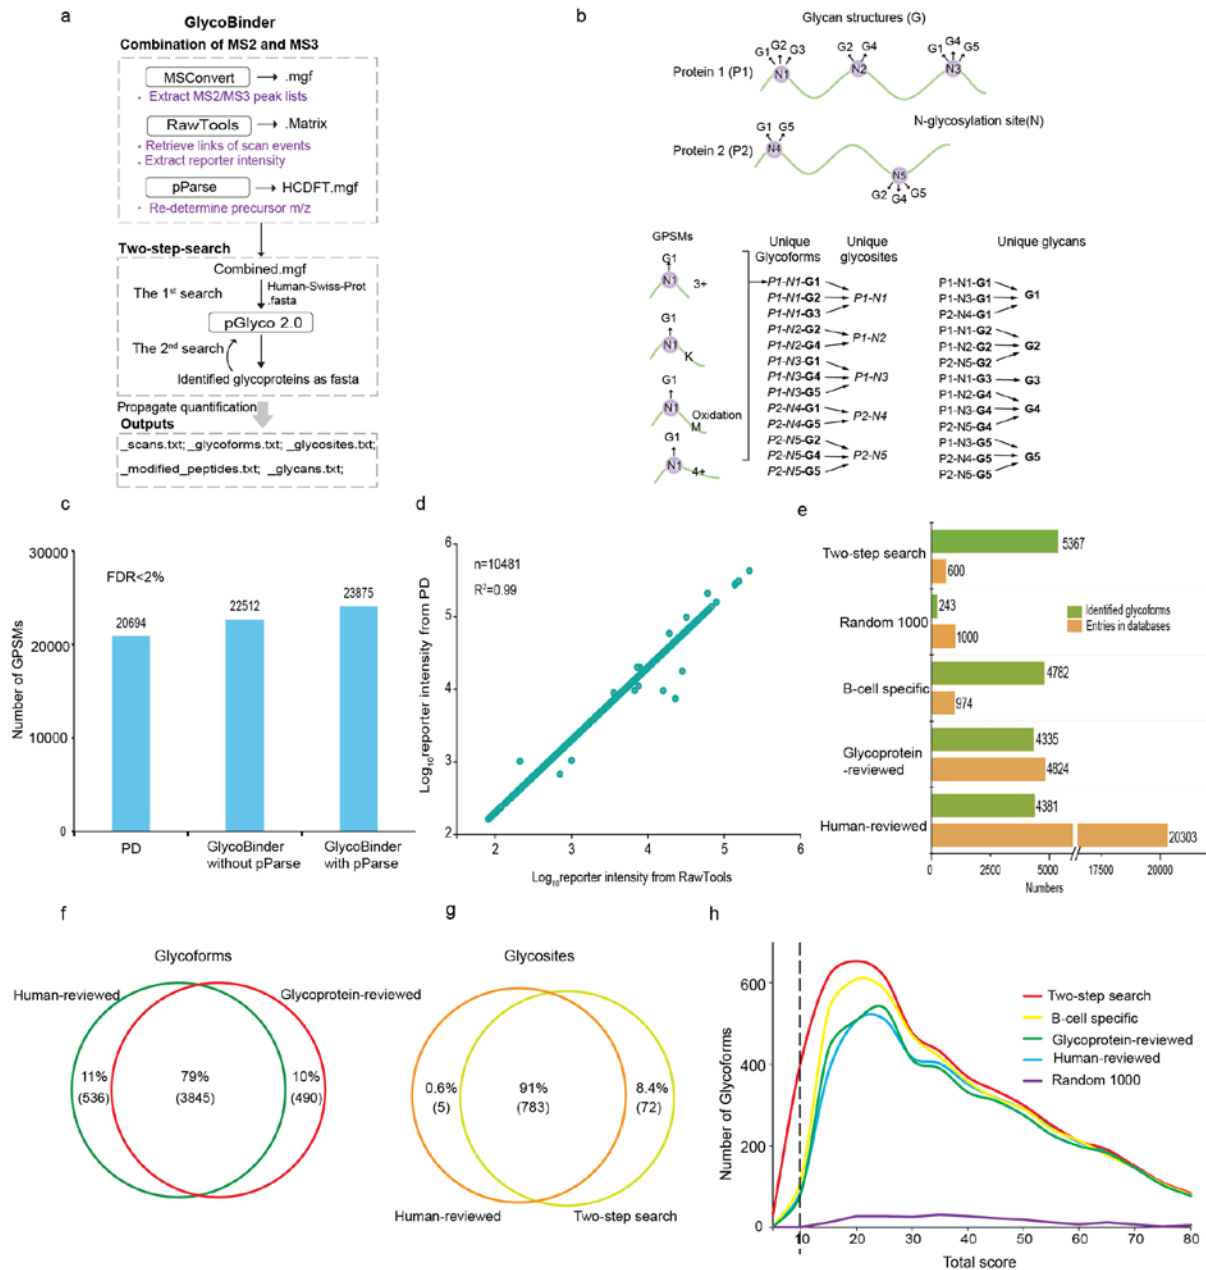 a
GlycoBinder
Combination of MS2 and MS3
MSConvert .mgf
· Extract MS2/MS3 peak lists
RawTools .Matrix
· Retrieve links of scan events
· Extract reporter intensity
pParse HCDFT.mgf
· Re-determine precursor m/z
Two-step-search
Combined.mgf
The 1st search
Human-Swiss-Prot
.fasta
pGlyco 2.0
The 2nd search
Identified glycoproteins as fasta
Propagate quantification
Outputs
_scans.txt; _glycoforms.txt; _glycosites.txt;
_modified_peptides.txt; _glycans.txt;
b
Glycan structures (G)
G1 G2 G3 G2 G4 G1 G4 G5
Protein 1 (P1)
N1 N2 N3
N-glycosylation site(N)
G1 G5
Protein 2 (P2)
N4
N5
G2 G4 G5
GPSMs
G1
N1
3+
G1
N1
K
G1
N1
Oxidation
M
G1
N1
4+
Unique
Glycoforms
P1-N1-G1
P1-N1-G2
P1-N1-G3
P1-N2-G2
P1-N2-G4
P1-N3-G1
P1-N3-G4
P1-N3-G5
P2-N4-G1
P2-N4-G5
P2-N5-G2
P2-N5-G4
P2-N5-G5
Unique
glycosites
P1-N1
P1-N2
P1-N3
P2-N4
P2-N5
Unique glycans
P1-N1-G1
P1-N3-G1
P2-N4-G1
P1-N1-G2
P1-N2-G2
P2-N5-G2
P1-N1-G3
P1-N2-G4
P1-N3-G4
P2-N5-G4
P1-N3-G5
P2-N4-G5
P2-N5-G5
G1
G2
G3
G4
G5
c
Number of GPSMs
30000
20000
10000
0
FDR<2%
20694
22512
23875
PD
GlycoBinder
without pParse
GlycoBinder
with pParse
d
Log10reporter intensity from PD
6
5
4
3
2
n=10481
R2=0.99
2 3 4 5 6
Log10reporter intensity from RawTools
e
Two-step search
5367
600
Random 1000
243
1000
Identified glycoforms
Entries in databases
B-cell specific
4782
974
Glycoprotein
-reviewed
4335
4824
Human-reviewed
4381
20303
0 2500 5000 17500 20000
Numbers
f
Glycoforms
Human-reviewed
Glycoprotein-reviewed
11%
(536)
79%
(3845)
10%
(490)
g
Glycosites
0.6%
(5)
91%
(783)
8.4%
(72)
Human-reviewed
Two-step search
h
Number of Glycoforms
600
400
200
0
Two-step search
B-cell specific
Glycoprotein-reviewed
Human-reviewed
Random 1000
10 20 30 40 50 60 70 80
Total score